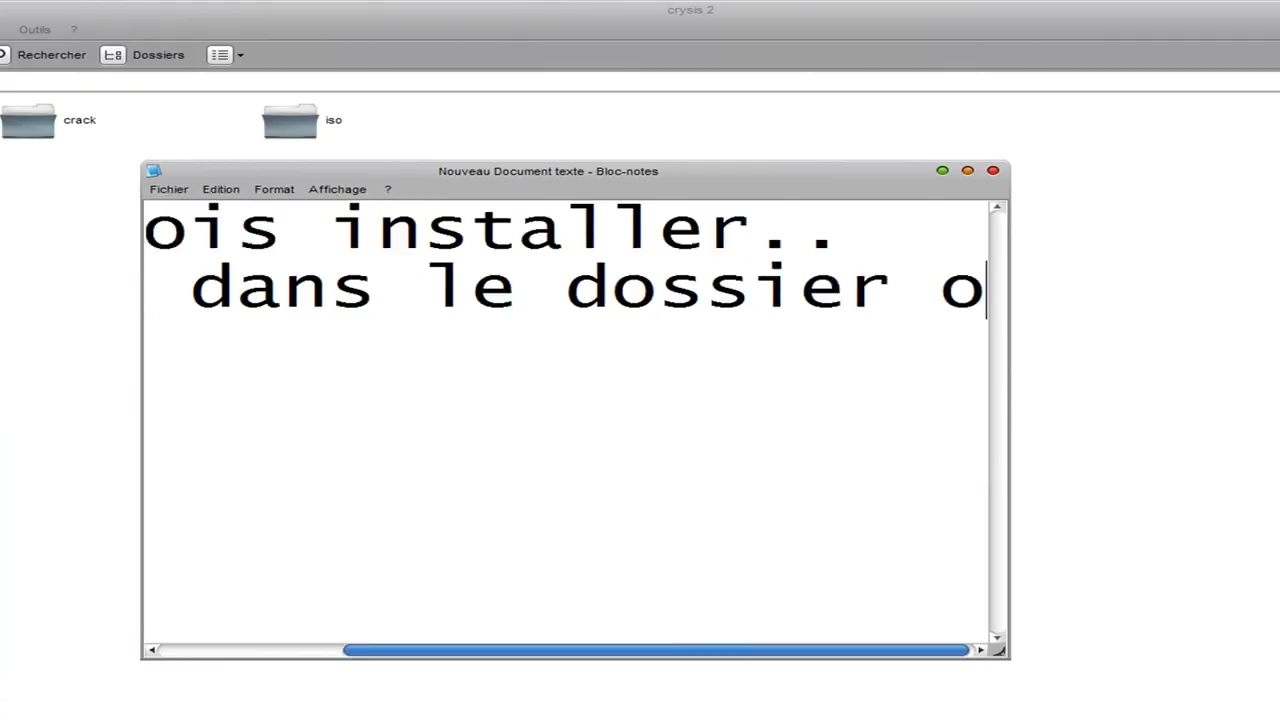 crysis 2
Outils ?
Rechercher Dossiers
crack iso
Nouveau Document texte - Bloc-notes
Fichier Edition Format Affichage ?
ois installer..
dans le dossier o